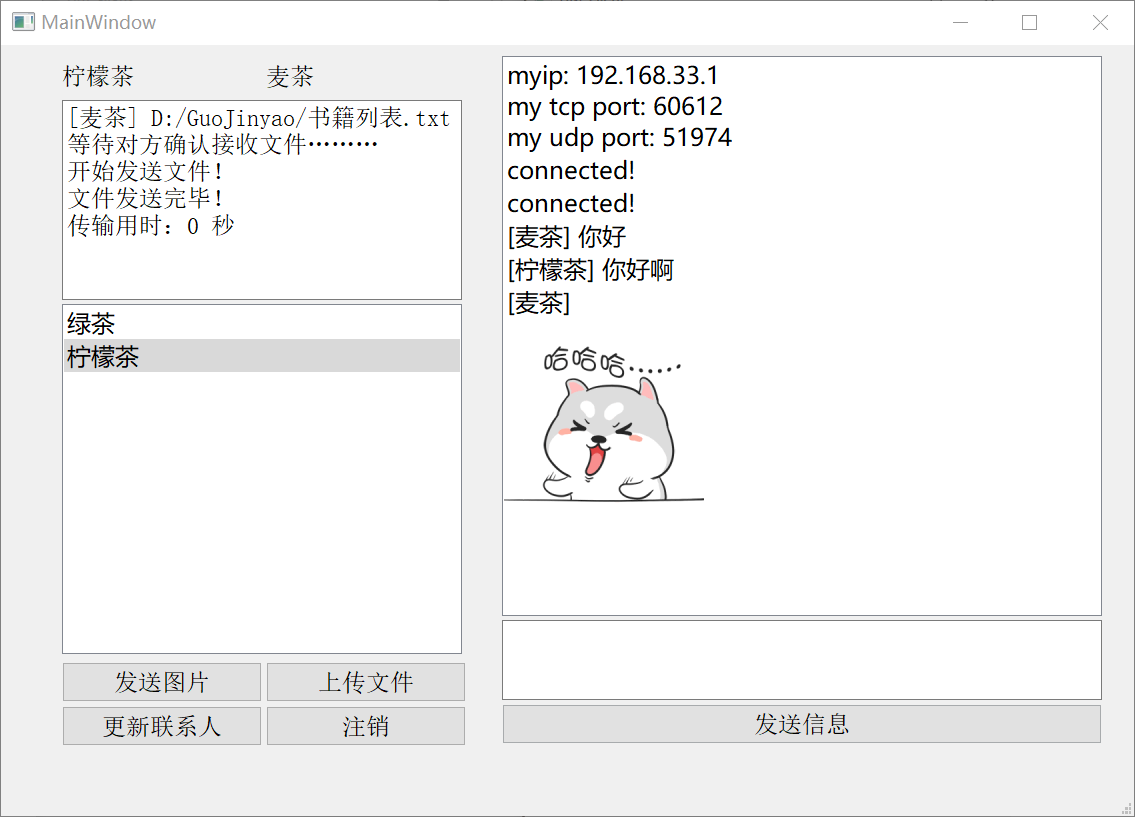 MainWindow
柠檬茶 麦茶
[麦茶] D:/GuoJinyao/书籍列表.txt
等待对方确认接收文件………
开始发送文件！
文件发送完毕！
传输用时：0 秒
绿茶
柠檬茶
发送图片 上传文件
更新联系人 注销
myip: 192.168.33.1
my tcp port: 60612
my udp port: 51974
connected!
connected!
[麦茶] 你好
[柠檬茶] 你好啊
[麦茶]
哈哈哈……
发送信息